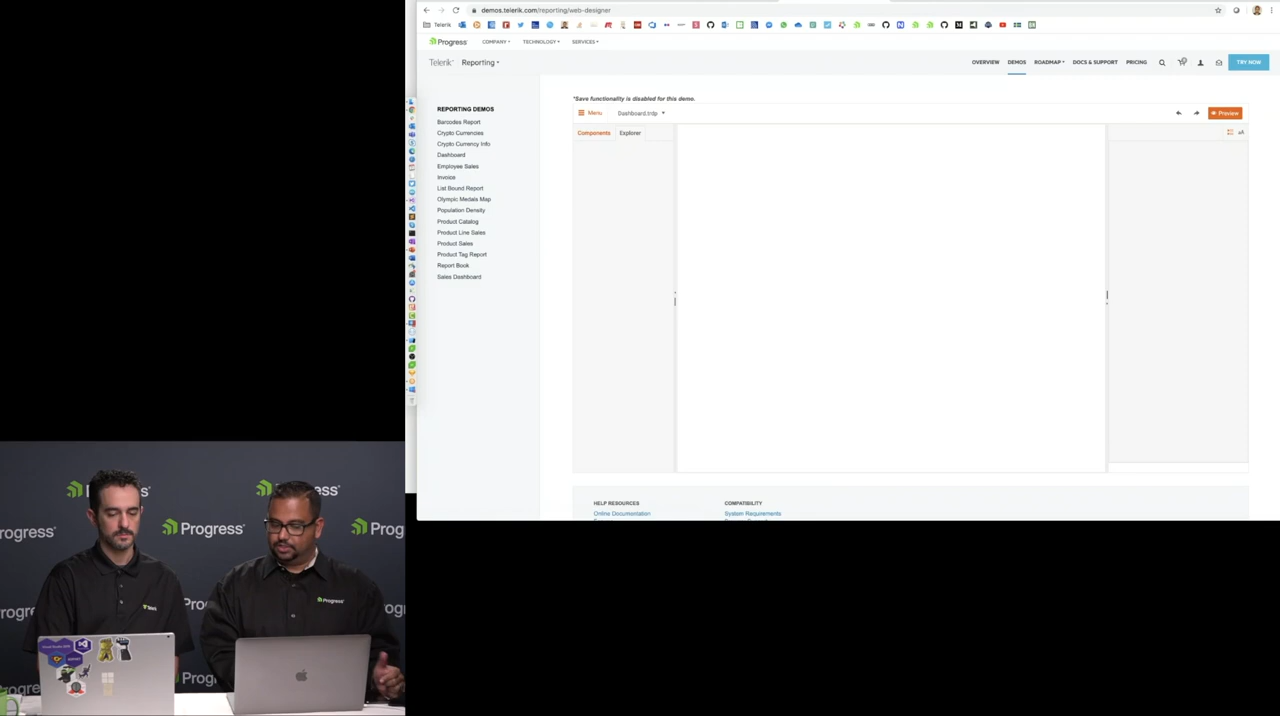 demos.telerik.com/reporting/web-designer
Telerik
Progress
COMPANY
TECHNOLOGY
SERVICES
Telerik
Reporting
OVERVIEW
DEMOS
ROADMAP
DOCS & SUPPORT
PRICING
TRY NOW
REPORTING DEMOS
Barcodes Report
Crypto Currencies
Crypto Currency Info
Dashboard
Employee Sales
Invoice
List Bound Report
Olympic Medals Map
Population Density
Product Catalog
Product Line Sales
Product Sales
Product Tag Report
Report Book
Sales Dashboard
*Save functionality is disabled for this demo.
Menu
Dashboard.trdp
Preview
Components
Explorer
aA
HELP RESOURCES
Online Documentation
COMPATIBILITY
System Requirements
Progress
Progress
Progress
Progress